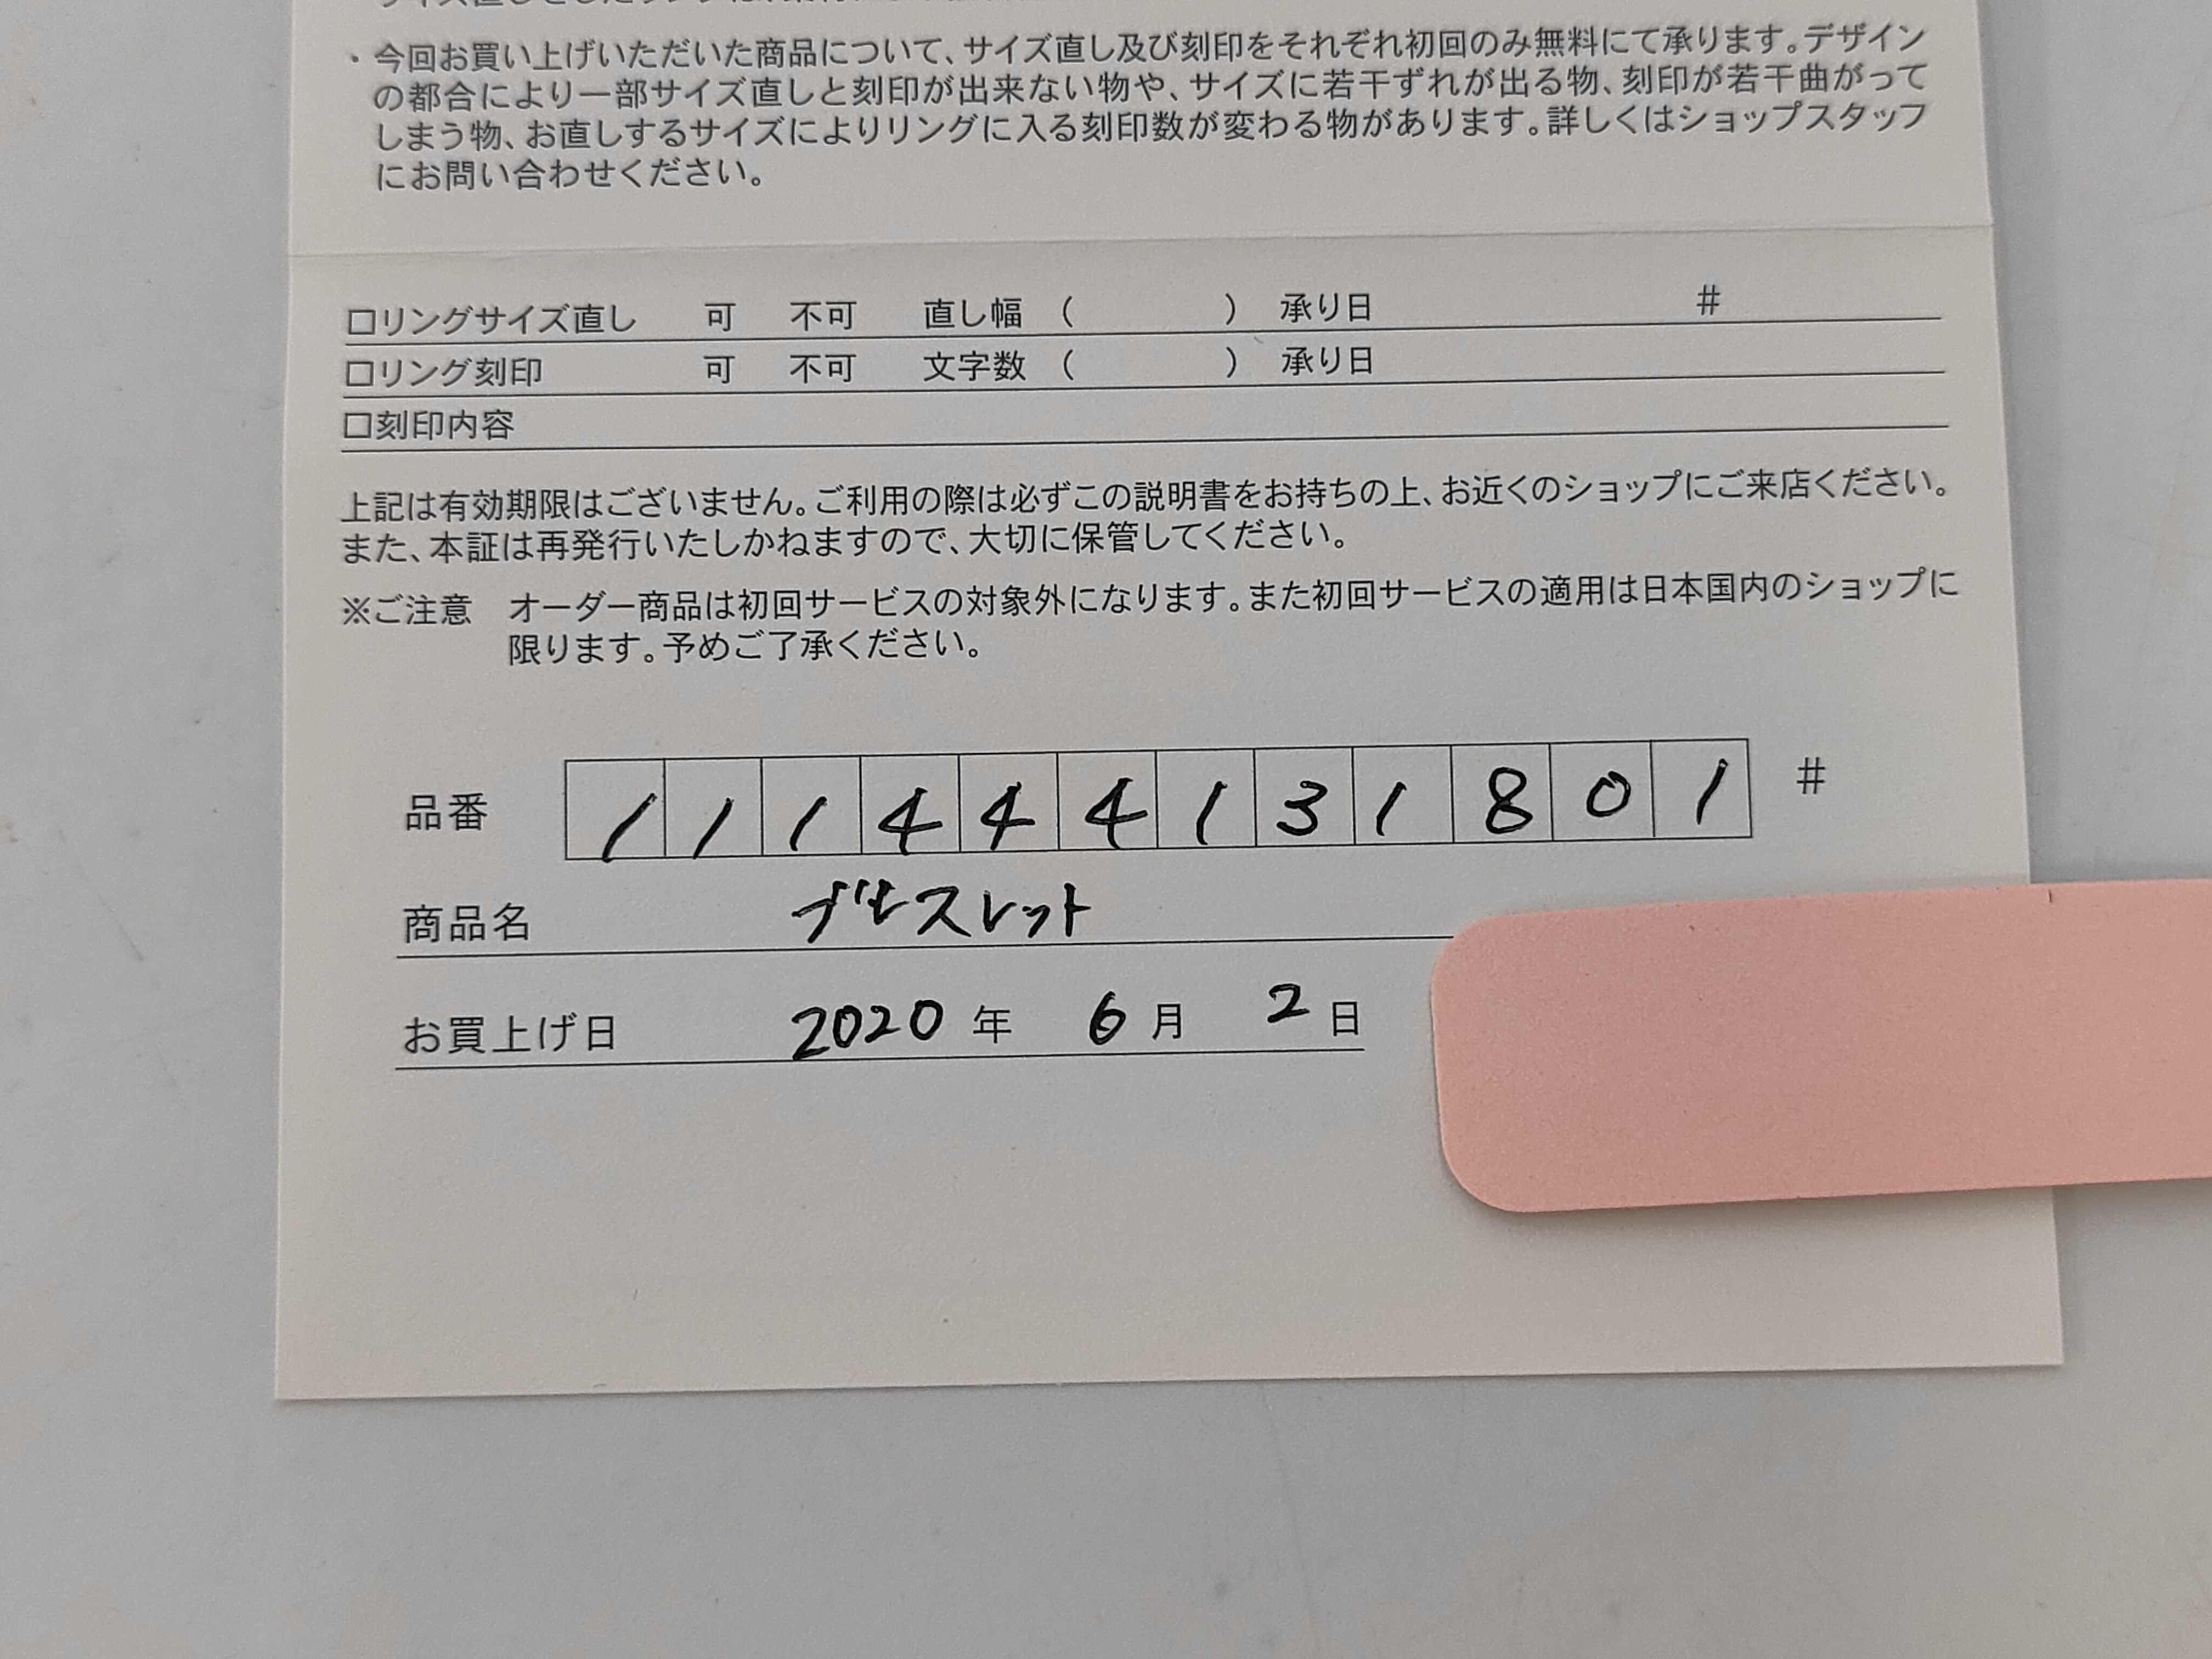 ・今回お買い上げいただいた商品について、サイズ直し及び刻印をそれぞれ初回のみ無料にて承ります。デザイン
の都合により一部サイズ直しと刻印が出来ない物や、サイズに若干ずれが出る物、刻印が若干曲がって
しまう物、お直しするサイズによりリングに入る刻印数が変わる物があります。詳しくはショップスタッフ
にお問い合わせください。
□リングサイズ直し 可 不可 直し幅 ( ) 承り日 #
□リング刻印 可 不可 文字数 ( ) 承り日
□刻印内容
上記は有効期限はございません。ご利用の際は必ずこの説明書をお持ちの上、お近くのショップにご来店ください。
また、本証は再発行いたしかねますので、大切に保管してください。
※ご注意 オーダー商品は初回サービスの対象外になります。また初回サービスの適用は日本国内のショップに
限ります。予めご了承ください。
品番 111444131801 #
商品名 ブレスレット
お買上げ日 2020 年 6 月 2 日